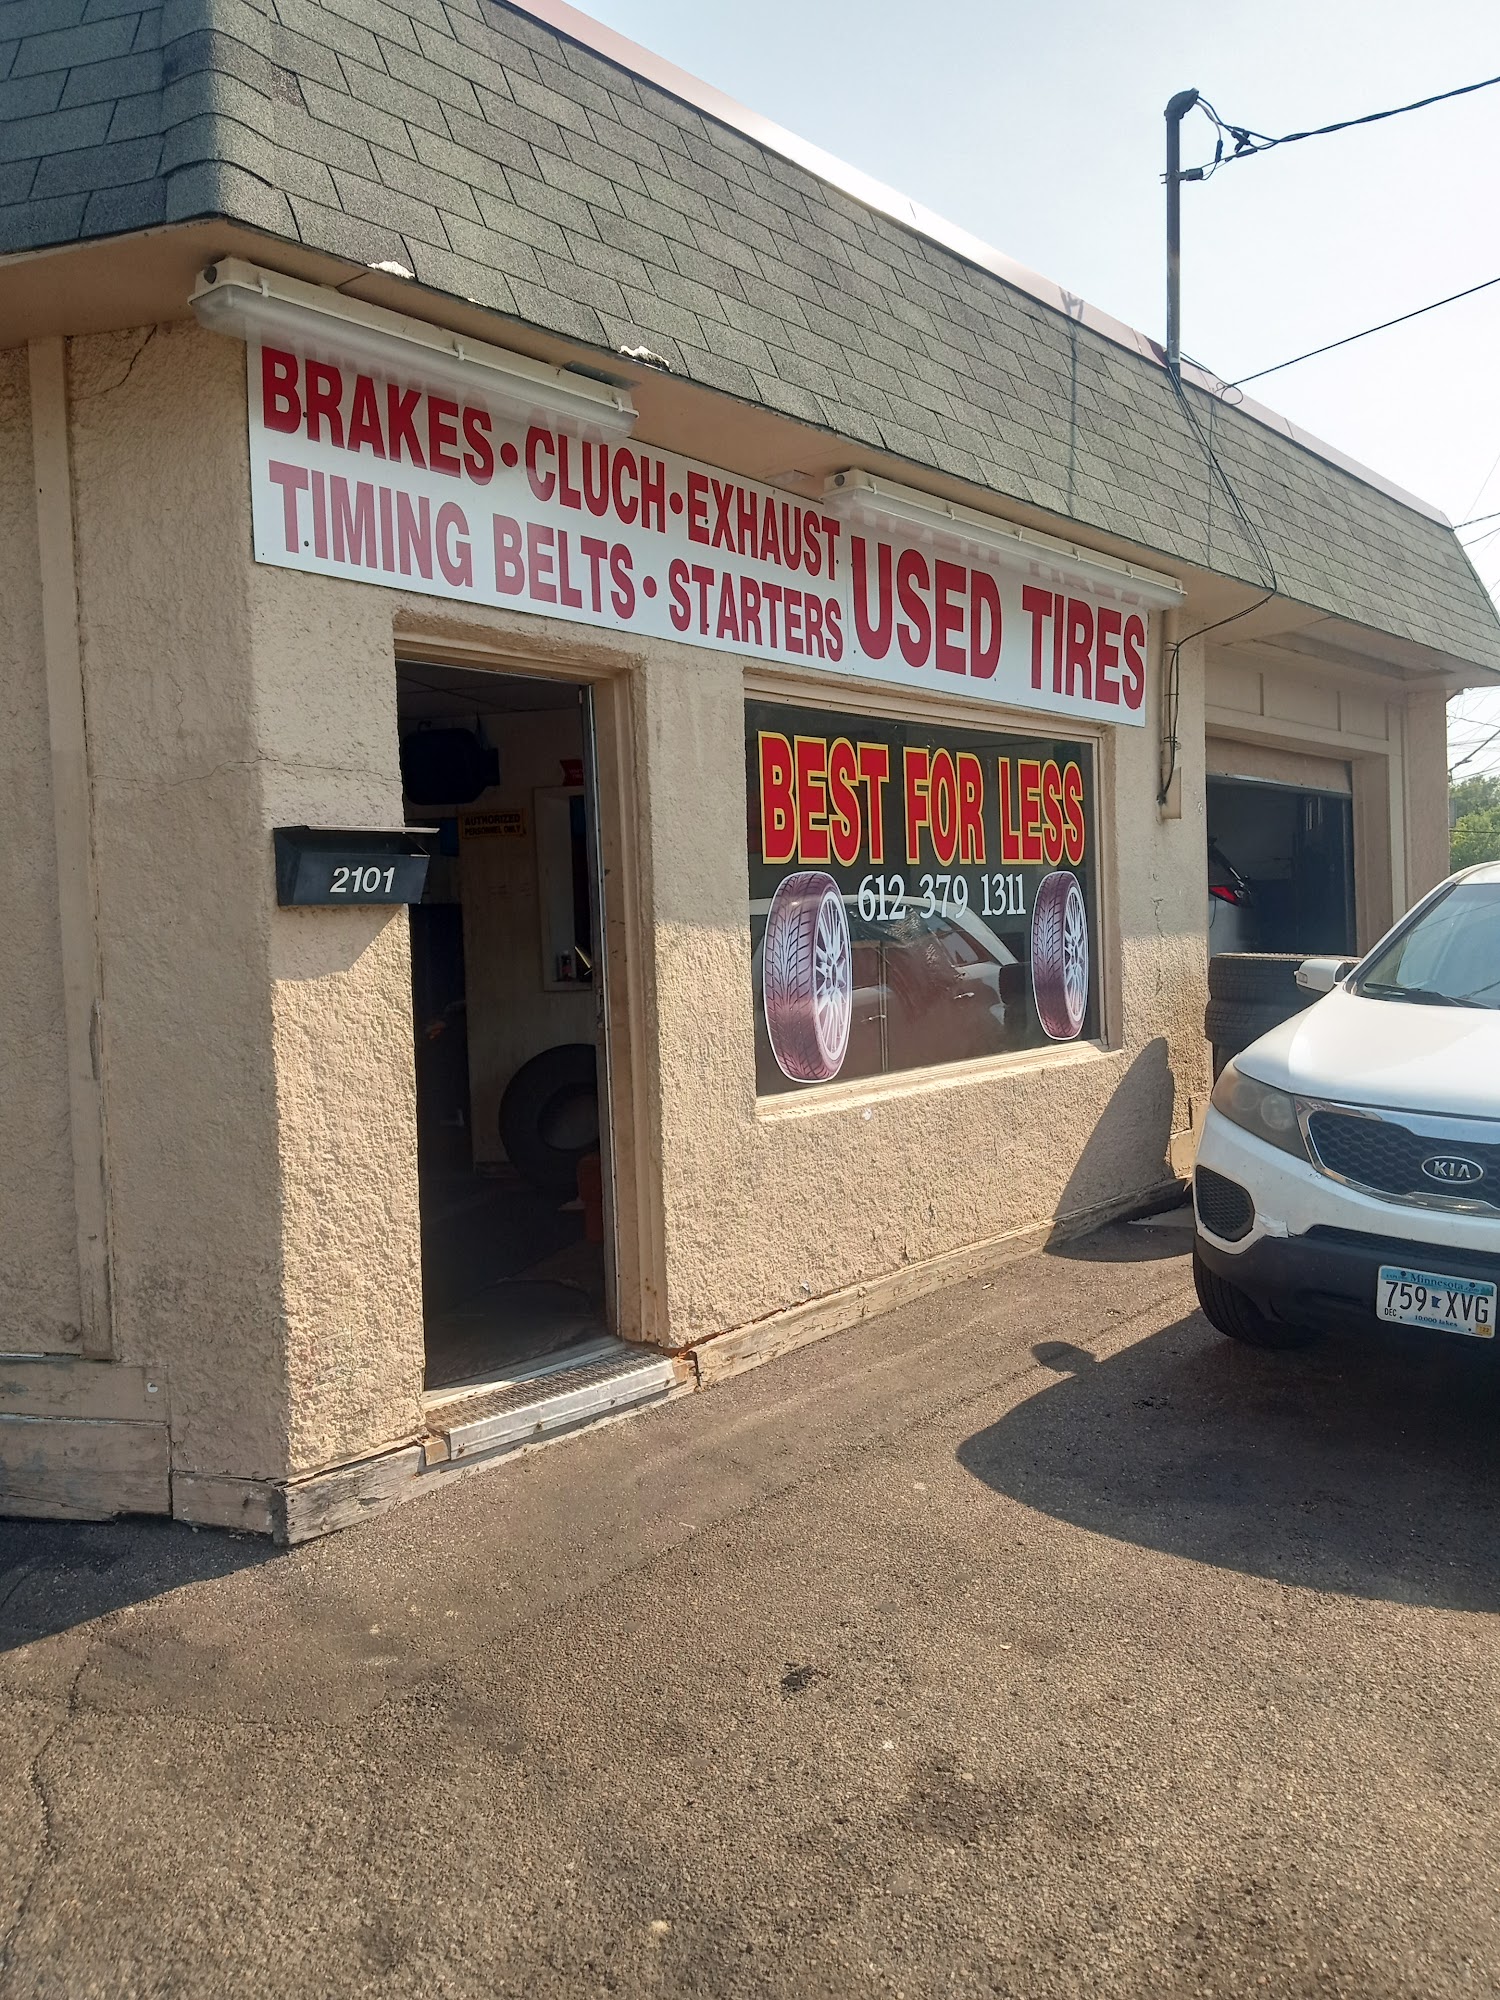 BRAKES • CLUCH • EXHAUST
TIMING BELTS • STARTERS
USED TIRES
BEST FOR LESS
612 379 1311
2101
AUTHORIZED
PERSONNEL ONLY
KIA
Minnesota
759 XVG
DEC
10,000 lakes